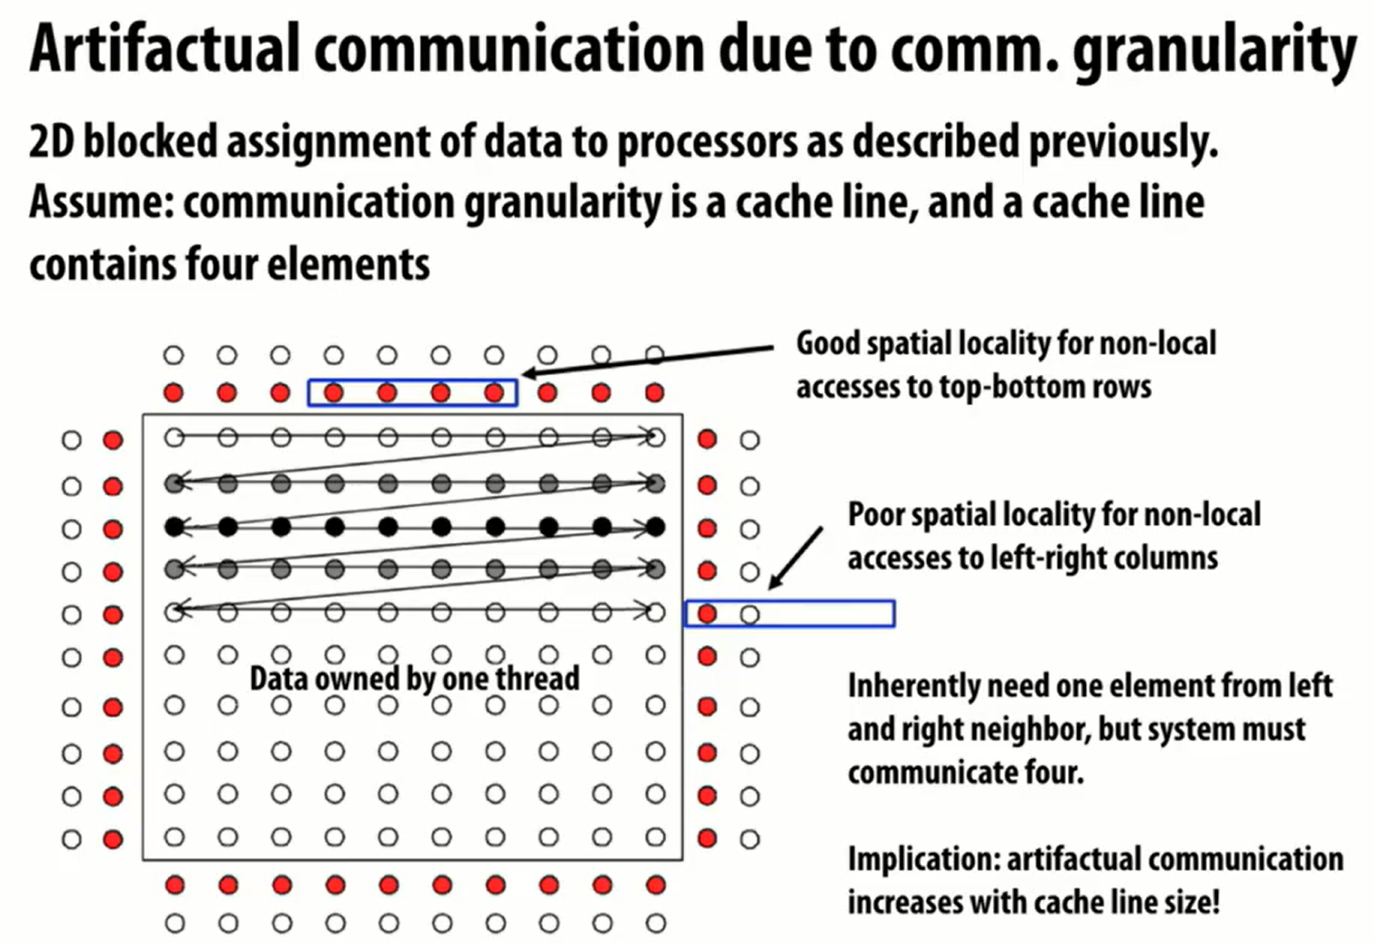 Artifactual communication due to comm. granularity
2D blocked assignment of data to processors as described previously.
Assume: communication granularity is a cache line, and a cache line
contains four elements
Good spatial locality for non-local
accesses to top-bottom rows
Poor spatial locality for non-local
accesses to left-right columns
Data owned by one thread
Inherently need one element from left
and right neighbor, but system must
communicate four.
Implication: artifactual communication
increases with cache line size!